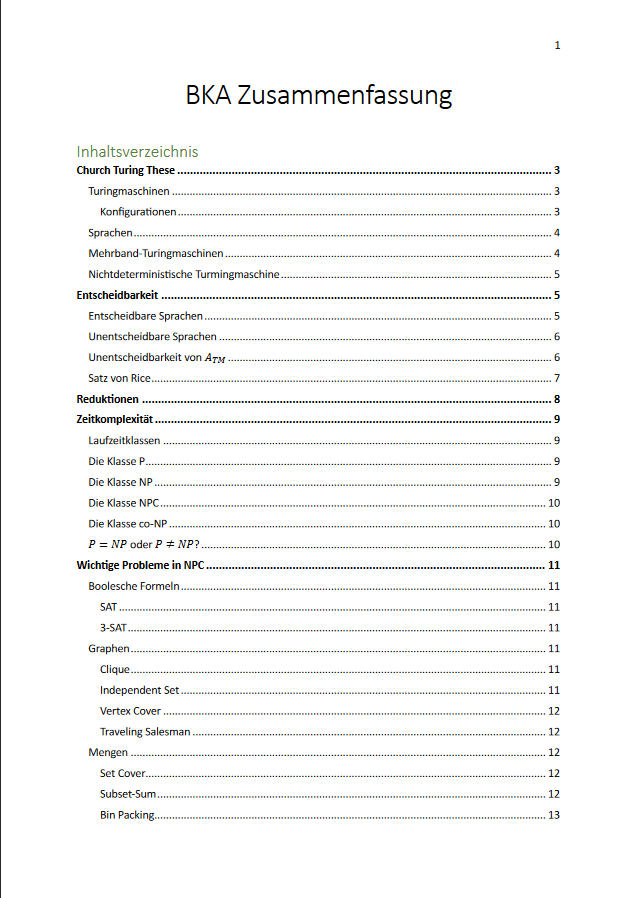 1
BKA Zusammenfassung
Inhaltsverzeichnis
Church Turing These ........ 3
Turingmaschinen ........ 3
Konfigurationen ........ 3
Sprachen ........ 4
Mehrband-Turingmaschinen ........ 4
Nichtdeterministische Turmingmaschine ........ 5
Entscheidbarkeit ........ 5
Entscheidbare Sprachen ........ 5
Unentscheidbare Sprachen ........ 6
Unentscheidbarkeit von A_TM ........ 6
Satz von Rice ........ 7
Reduktionen ........ 8
Zeitkomplexität ........ 9
Laufzeitklassen ........ 9
Die Klasse P ........ 9
Die Klasse NP ........ 9
Die Klasse NPC ........ 10
Die Klasse co-NP ........ 10
P = NP oder P ≠ NP? ........ 10
Wichtige Probleme in NPC ........ 11
Boolesche Formeln ........ 11
SAT ........ 11
3-SAT ........ 11
Graphen ........ 11
Clique ........ 11
Independent Set ........ 11
Vertex Cover ........ 12
Traveling Salesman ........ 12
Mengen ........ 12
Set Cover ........ 12
Subset-Sum ........ 12
Bin Packing ........ 13